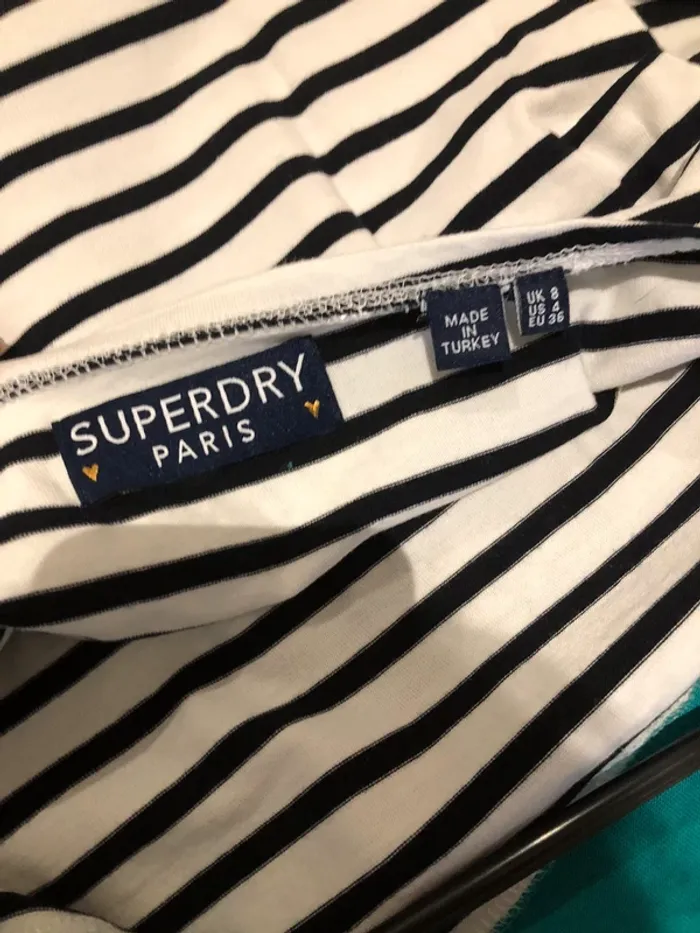 SUPERDRY
PARIS
MADE
IN
TURKEY
UK 8
US 4
EU 36